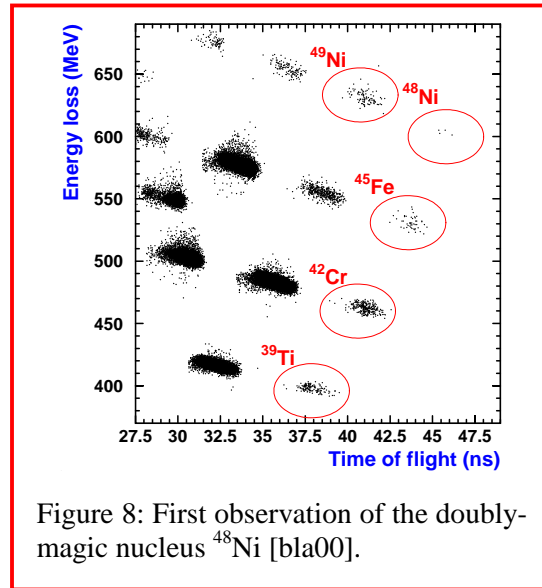 Energy loss (MeV)
650
600
550
500
450
400
⁴⁹Ni
⁴⁸Ni
⁴⁵Fe
⁴²Cr
³⁹Ti
27.5 30 32.5 35 37.5 40 42.5 45 47.5
Time of flight (ns)
Figure 8: First observation of the doubly-
magic nucleus ⁴⁸Ni [bla00].